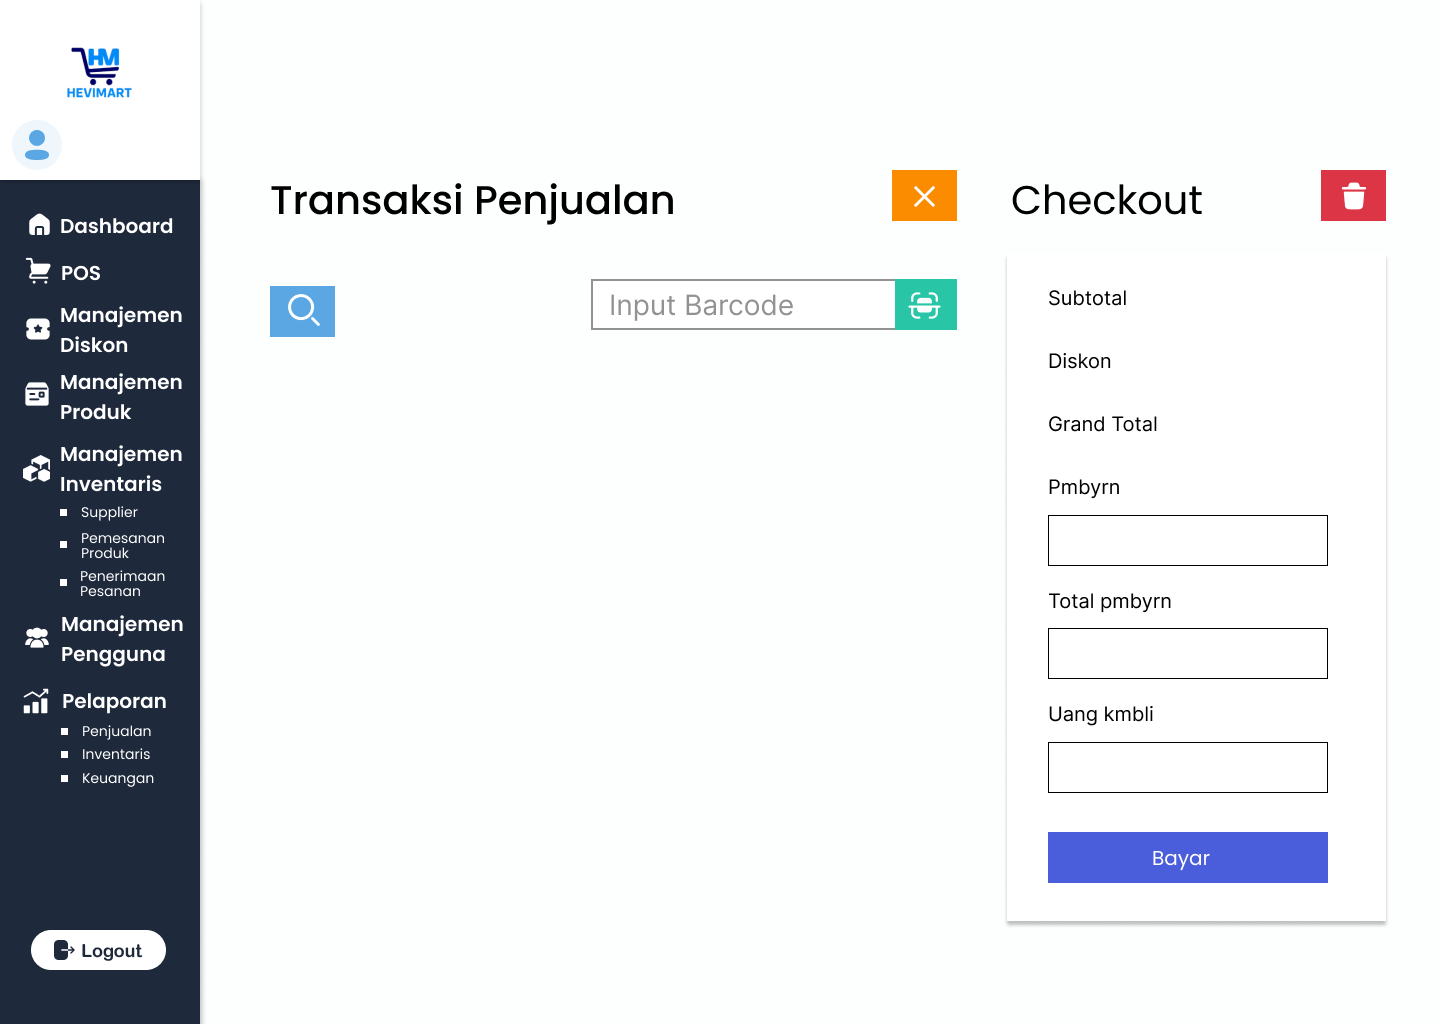 HM
HEVIMART
Dashboard
POS
Manajemen
Diskon
Manajemen
Produk
Manajemen
Inventaris
Supplier
Pemesanan
Produk
Penerimaan
Pesanan
Manajemen
Pengguna
Pelaporan
Penjualan
Inventaris
Keuangan
Logout
Transaksi Penjualan
Input Barcode
Checkout
Subtotal
Diskon
Grand Total
Pmbyrn
Total pmbyrn
Uang kmbli
Bayar